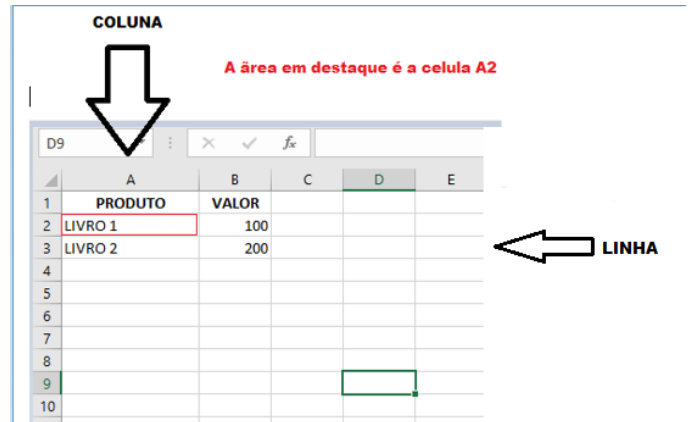 COLUNA
A ãrea em destaque é a celula A2
D9 fx
A B C D E
1 PRODUTO VALOR
2 LIVRO 1 100
3 LIVRO 2 200
LINHA
4
5
6
7
8
9
10